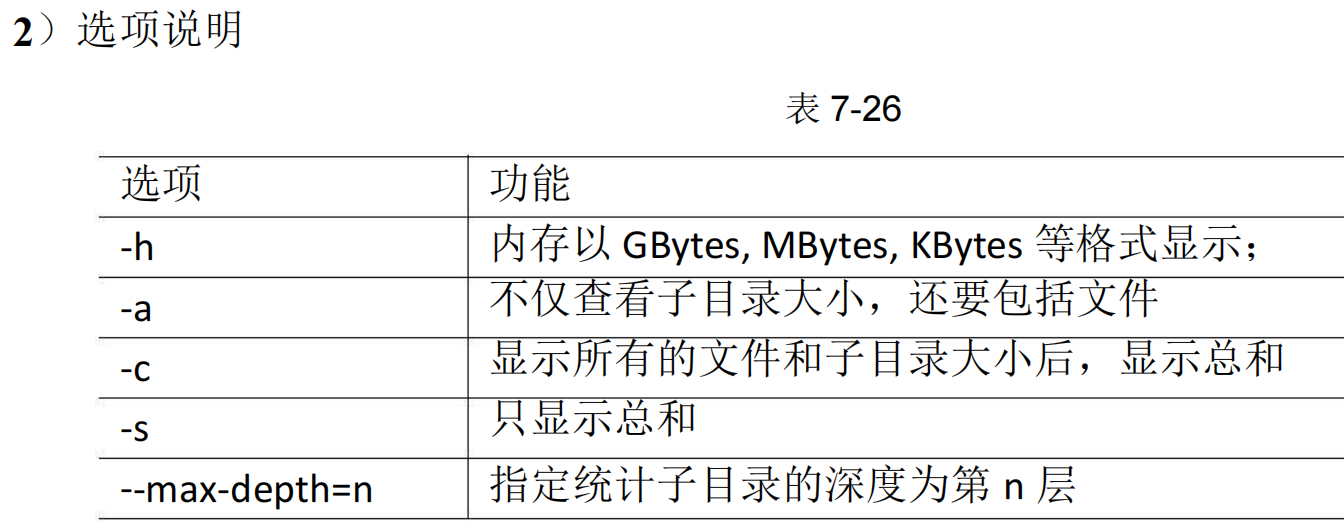 2）选项说明
表 7-26
选项 功能
-h 内存以 GBytes, MBytes, KBytes 等格式显示；
-a 不仅查看子目录大小，还要包括文件
-c 显示所有的文件和子目录大小后，显示总和
-s 只显示总和
--max-depth=n 指定统计子目录的深度为第 n 层